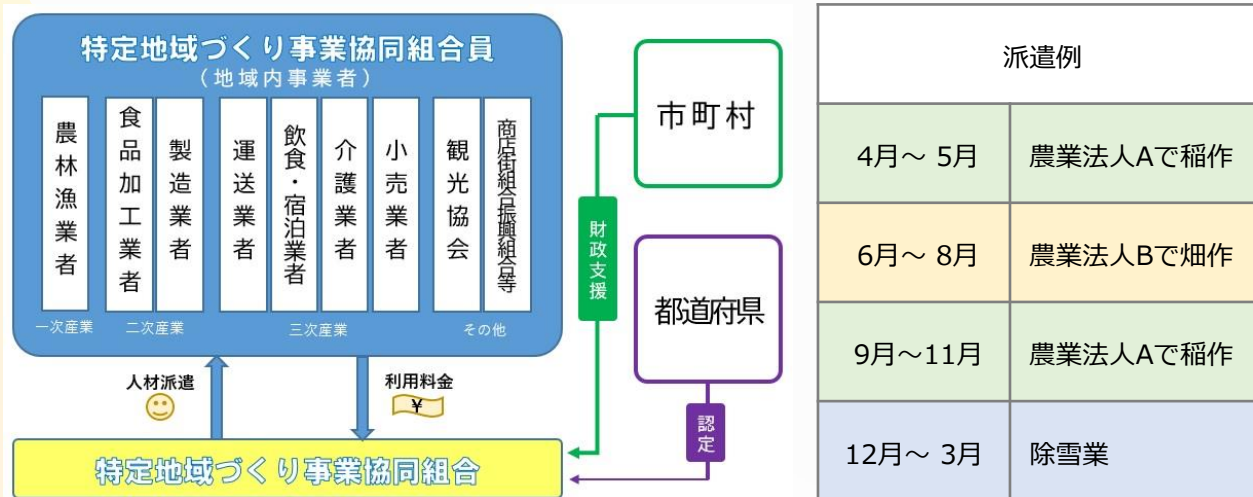 特定地域づくり事業協同組合員
（地域内事業者）
農林漁業者
食品加工業者
製造業者
運送業者
飲食・宿泊業者
介護業者
小売業者
観光協会
商店街組合振興組合等
一次産業
二次産業
三次産業
その他
人材派遣
利用料金
¥
特定地域づくり事業協同組合
市町村
財政支援
都道府県
認定
派遣例
4月～ 5月 農業法人Aで稲作
6月～ 8月 農業法人Bで畑作
9月～11月 農業法人Aで稲作
12月～ 3月 除雪業